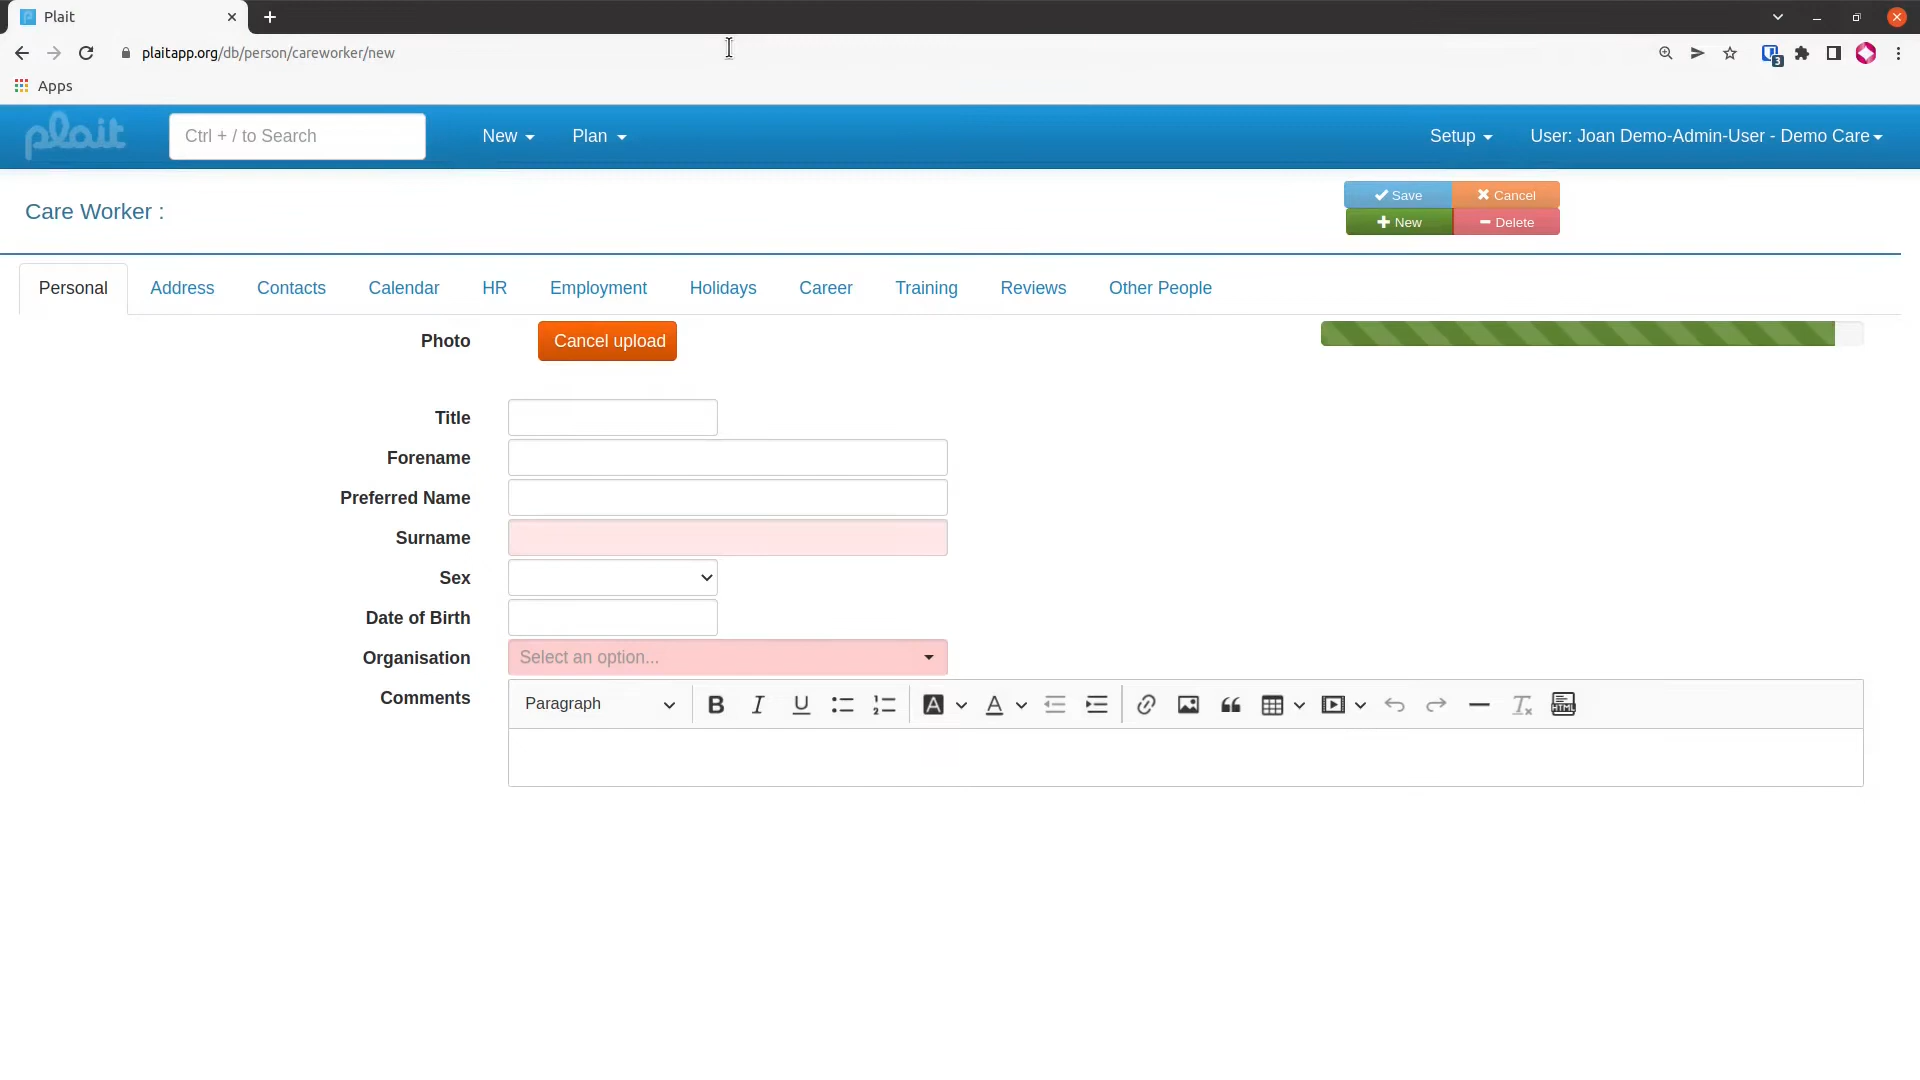 Plait
plaitapp.org/db/person/careworker/new
3
Apps
plait
Ctrl + / to Search
New
Plan
Setup
User: Joan Demo-Admin-User - Demo Care
Care Worker :
Save
Cancel
New
Delete
Personal
Address
Contacts
Calendar
HR
Employment
Holidays
Career
Training
Reviews
Other People
Photo
Cancel upload
Title
Forename
Preferred Name
Surname
Sex
Date of Birth
Organisation
Select an option...
Comments
Paragraph
HTML